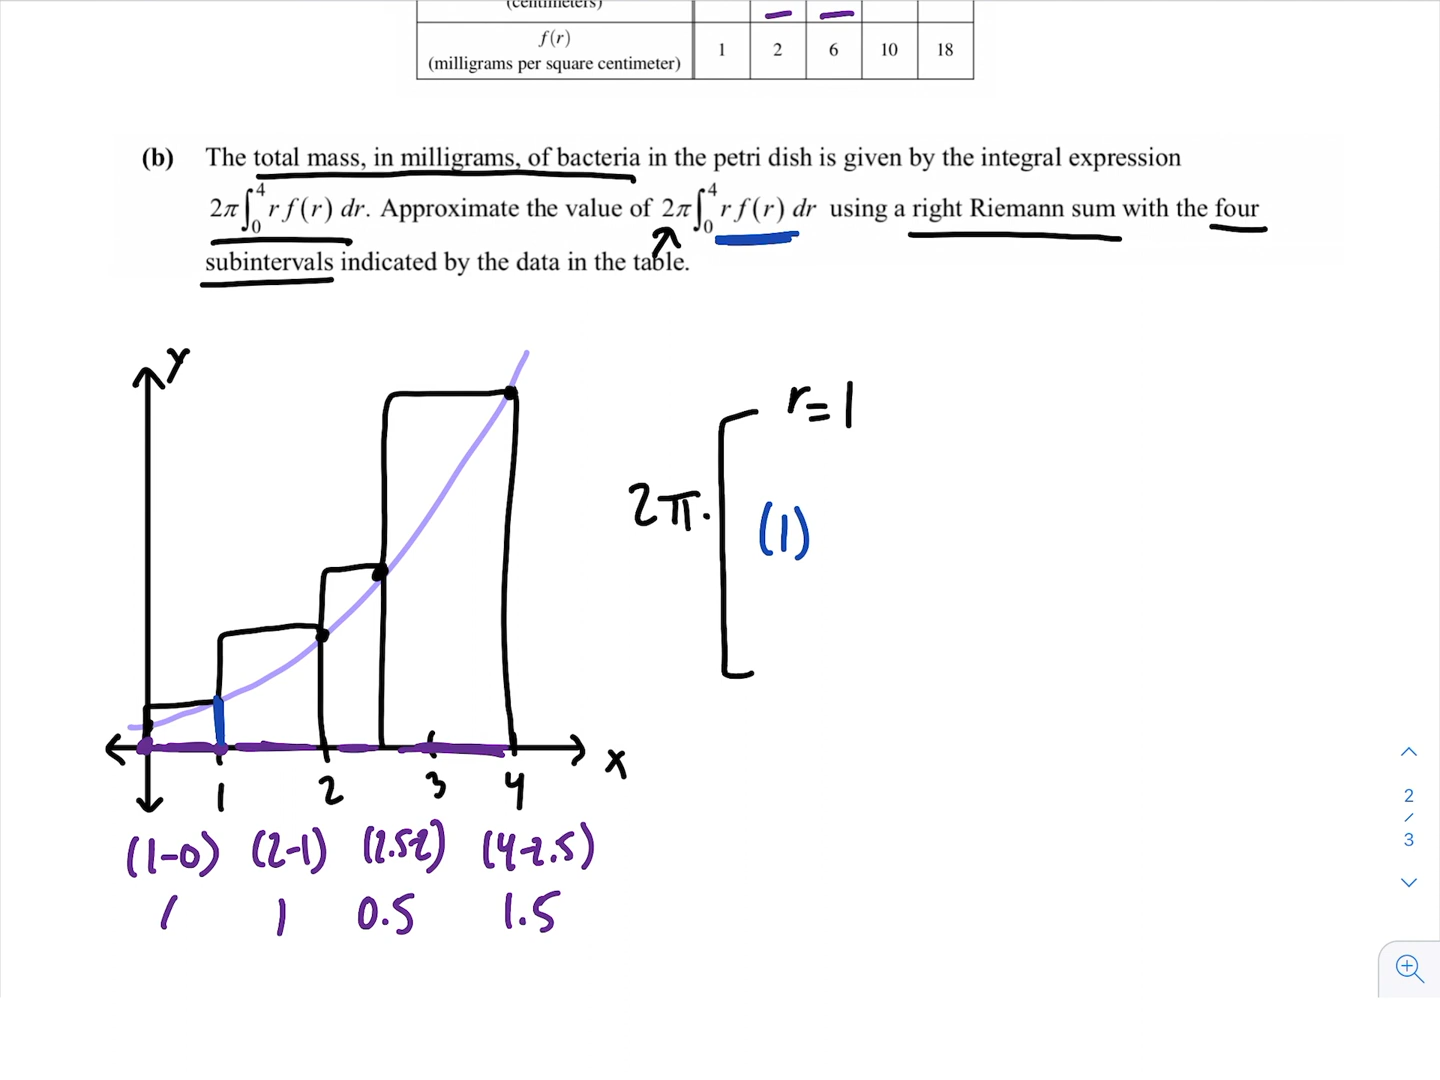 (centimeters)
f(r)
(milligrams per square centimeter) 1 2 6 10 18
(b) The total mass, in milligrams, of bacteria in the petri dish is given by the integral expression
2π∫₀⁴ r f(r) dr. Approximate the value of 2π∫₀⁴ r f(r) dr using a right Riemann sum with the four
subintervals indicated by the data in the table.
y
r=1
2π·[ (1)
x
1 2 3 4
(1-0) (2-1) (2.5-2) (4-2.5)
1 1 0.5 1.5
2
/
3